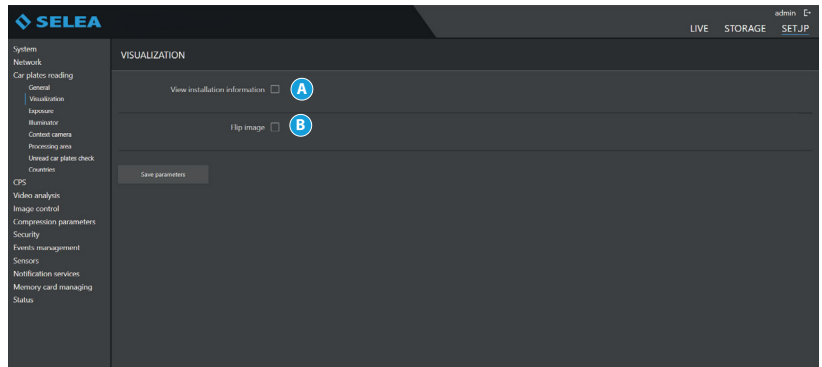 SELEA
admin
LIVE STORAGE SETUP
System
Network
Car plates reading
General
Visualization
Exposure
Illuminator
Context camera
Processing area
Unread car plates check
Countries
CPS
Video analysis
Image control
Compression parameters
Security
Events management
Sensors
Notification services
Memory card managing
Status
VISUALIZATION
View installation information A
Flip image B
Save parameters